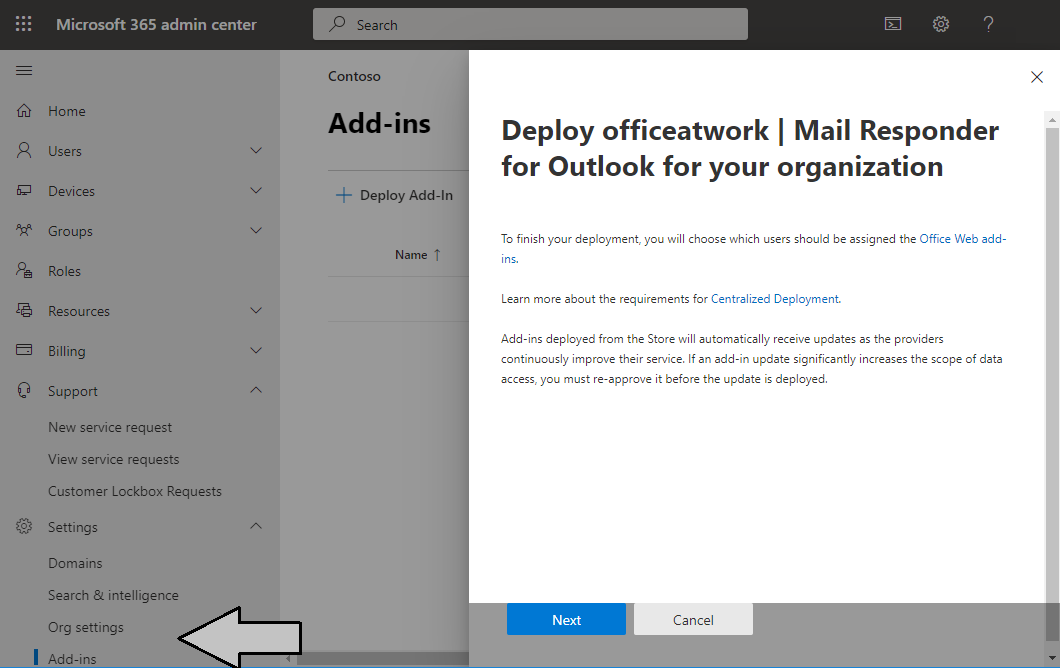 Microsoft 365 admin center
Search
?
Home
Users
Devices
Groups
Roles
Resources
Billing
Support
New service request
View service requests
Customer Lockbox Requests
Settings
Domains
Search & intelligence
Org settings
Add-ins
Contoso
Add-ins
Deploy Add-In
Name ↑
Deploy officeatwork | Mail Responder
for Outlook for your organization
To finish your deployment, you will choose which users should be assigned the Office Web add-
ins.
Learn more about the requirements for Centralized Deployment.
Add-ins deployed from the Store will automatically receive updates as the providers
continuously improve their service. If an add-in update significantly increases the scope of data
access, you must re-approve it before the update is deployed.
Next
Cancel